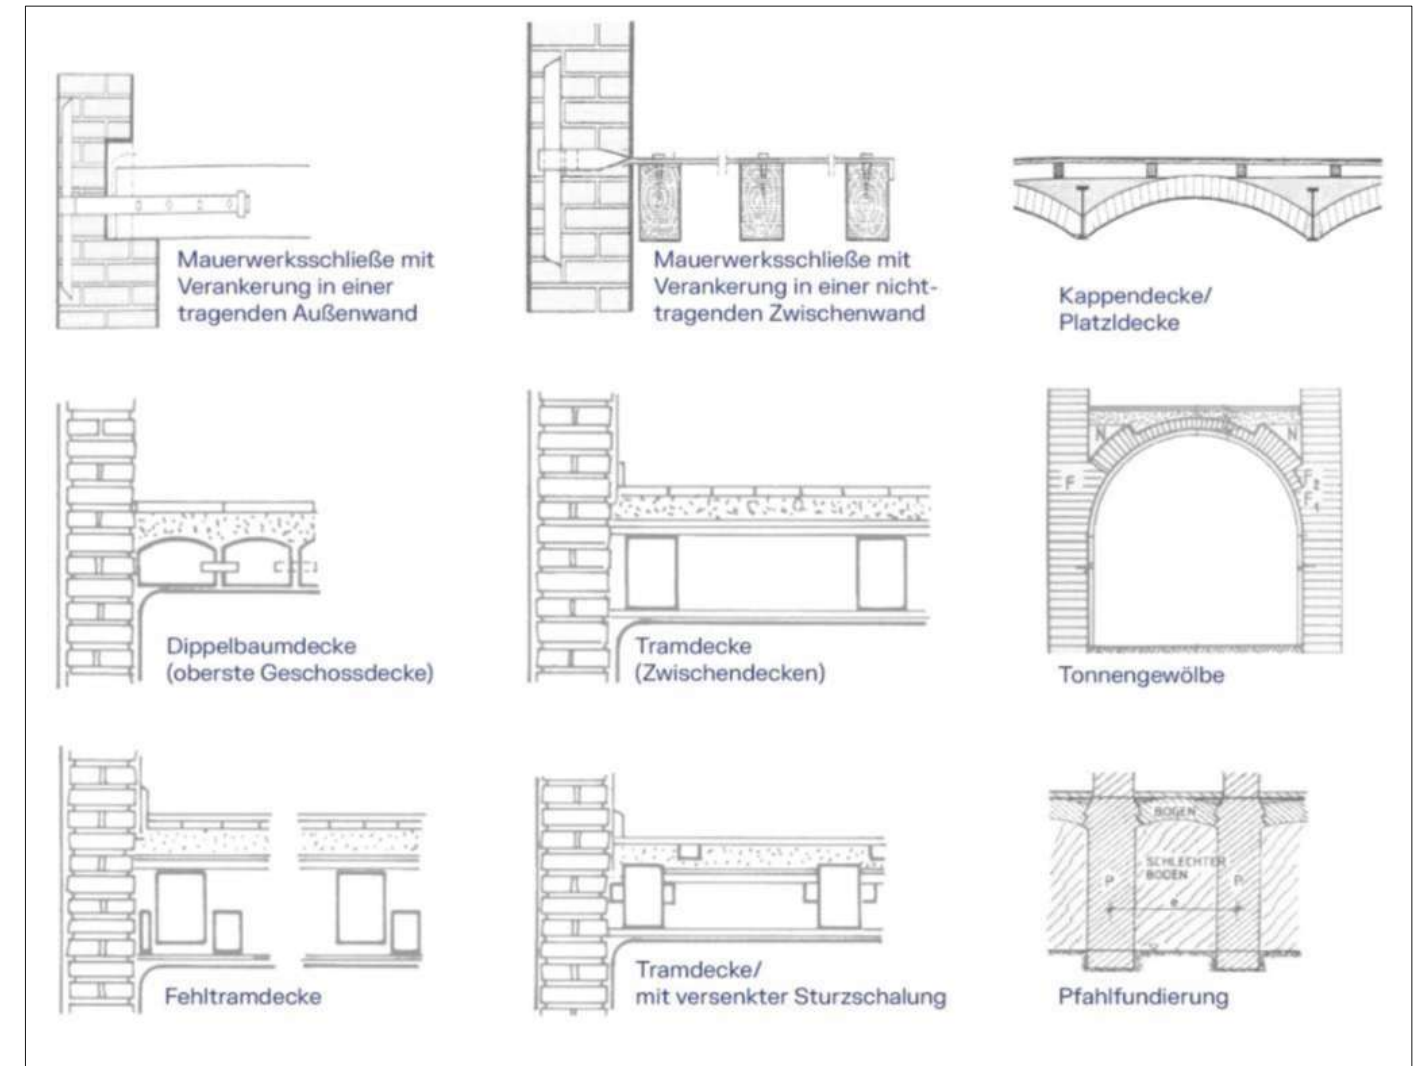 Mauerwerksschließe mit
Verankerung in einer
tragenden Außenwand
Mauerwerksschließe mit
Verankerung in einer nicht-
tragenden Zwischenwand
Kappendecke/
Platzldecke
Dippelbaumdecke
(oberste Geschossdecke)
Tramdecke
(Zwischendecken)
N
N
F
F
F
Tonnengewölbe
Fehltramdecke
Tramdecke/
mit versenkter Sturzschalung
BOGEN
SCHLECHTER
BODEN
P
P
e
Pfahlfundierung